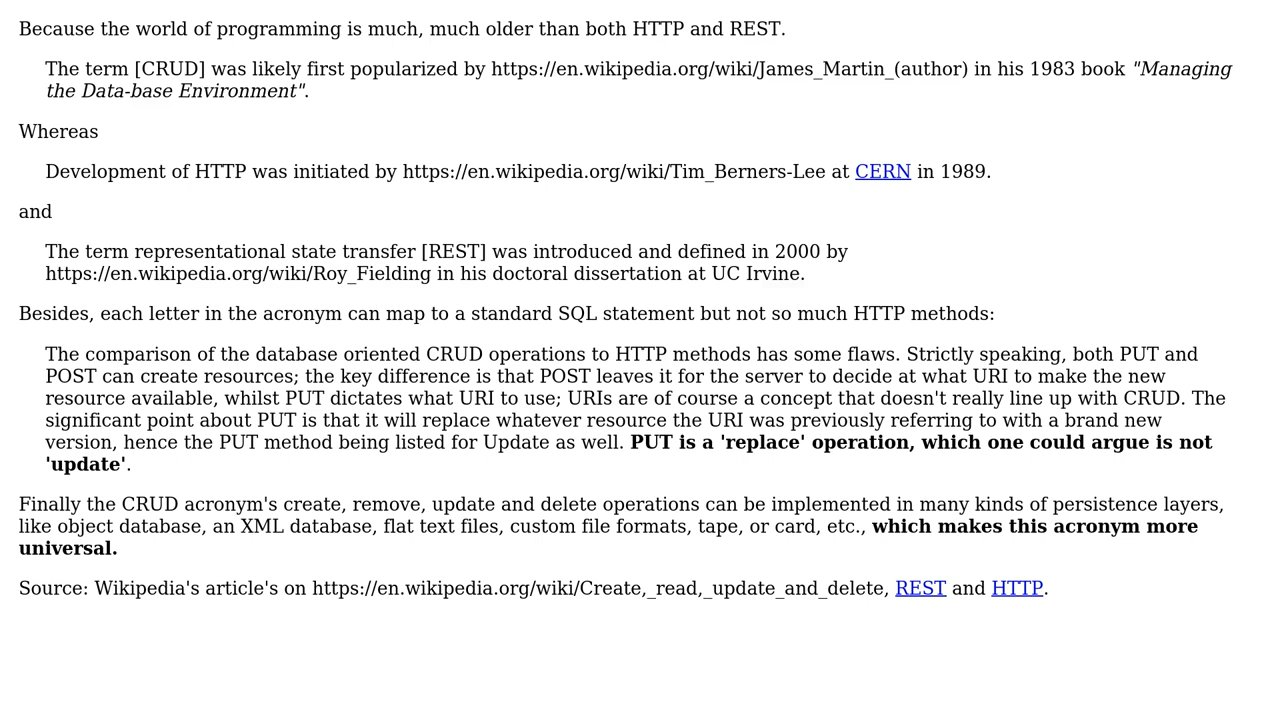 Because the world of programming is much, much older than both HTTP and REST.
The term [CRUD] was likely first popularized by https://en.wikipedia.org/wiki/James_Martin_(author) in his 1983 book "Managing
the Data-base Environment".
Whereas
Development of HTTP was initiated by https://en.wikipedia.org/wiki/Tim_Berners-Lee at CERN in 1989.
and
The term representational state transfer [REST] was introduced and defined in 2000 by
https://en.wikipedia.org/wiki/Roy_Fielding in his doctoral dissertation at UC Irvine.
Besides, each letter in the acronym can map to a standard SQL statement but not so much HTTP methods:
The comparison of the database oriented CRUD operations to HTTP methods has some flaws. Strictly speaking, both PUT and
POST can create resources; the key difference is that POST leaves it for the server to decide at what URI to make the new
resource available, whilst PUT dictates what URI to use; URIs are of course a concept that doesn't really line up with CRUD. The
significant point about PUT is that it will replace whatever resource the URI was previously referring to with a brand new
version, hence the PUT method being listed for Update as well. PUT is a 'replace' operation, which one could argue is not
'update'.
Finally the CRUD acronym's create, remove, update and delete operations can be implemented in many kinds of persistence layers,
like object database, an XML database, flat text files, custom file formats, tape, or card, etc., which makes this acronym more
universal.
Source: Wikipedia's article's on https://en.wikipedia.org/wiki/Create,_read,_update_and_delete, REST and HTTP.